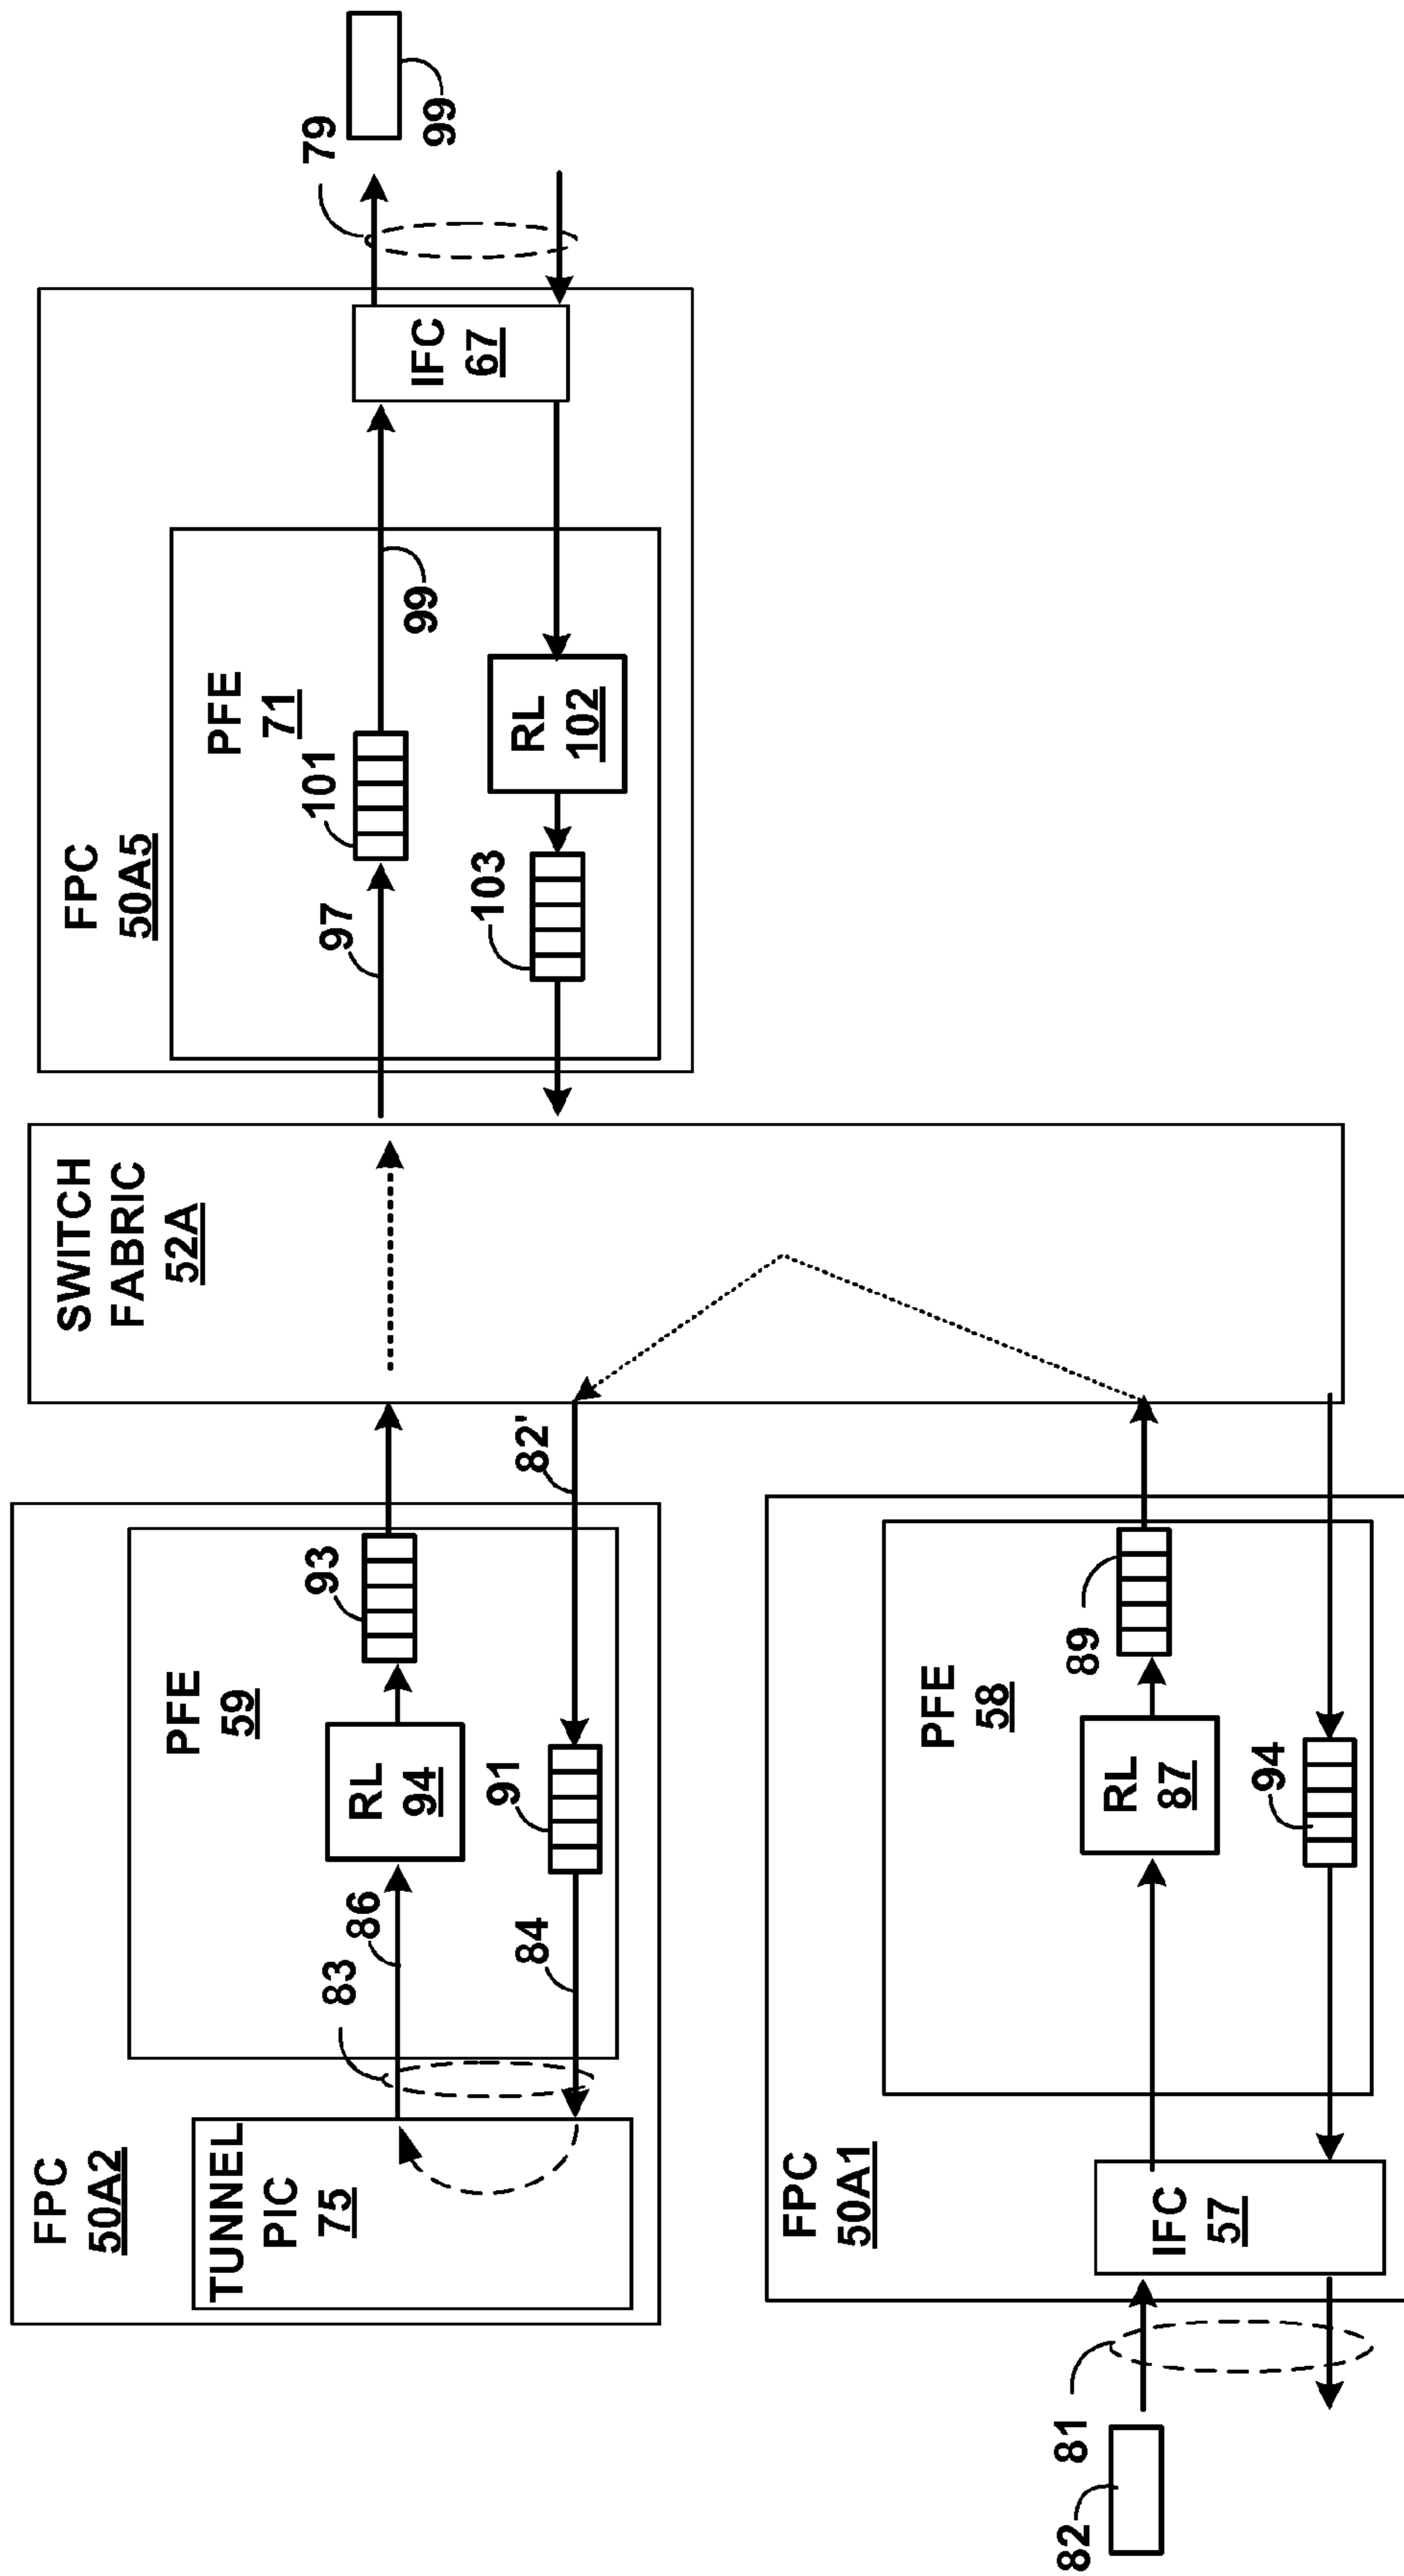 FPC
50A2
TUNNEL
PIC
75
83
86
84
PFE
59
RL
94
93
91
82'
SWITCH
FABRIC
52A
FPC
50A5
97
101
PFE
71
99
103
RL
102
IFC
67
79
99
82
81
FPC
50A1
IFC
57
PFE
58
RL
87
89
94